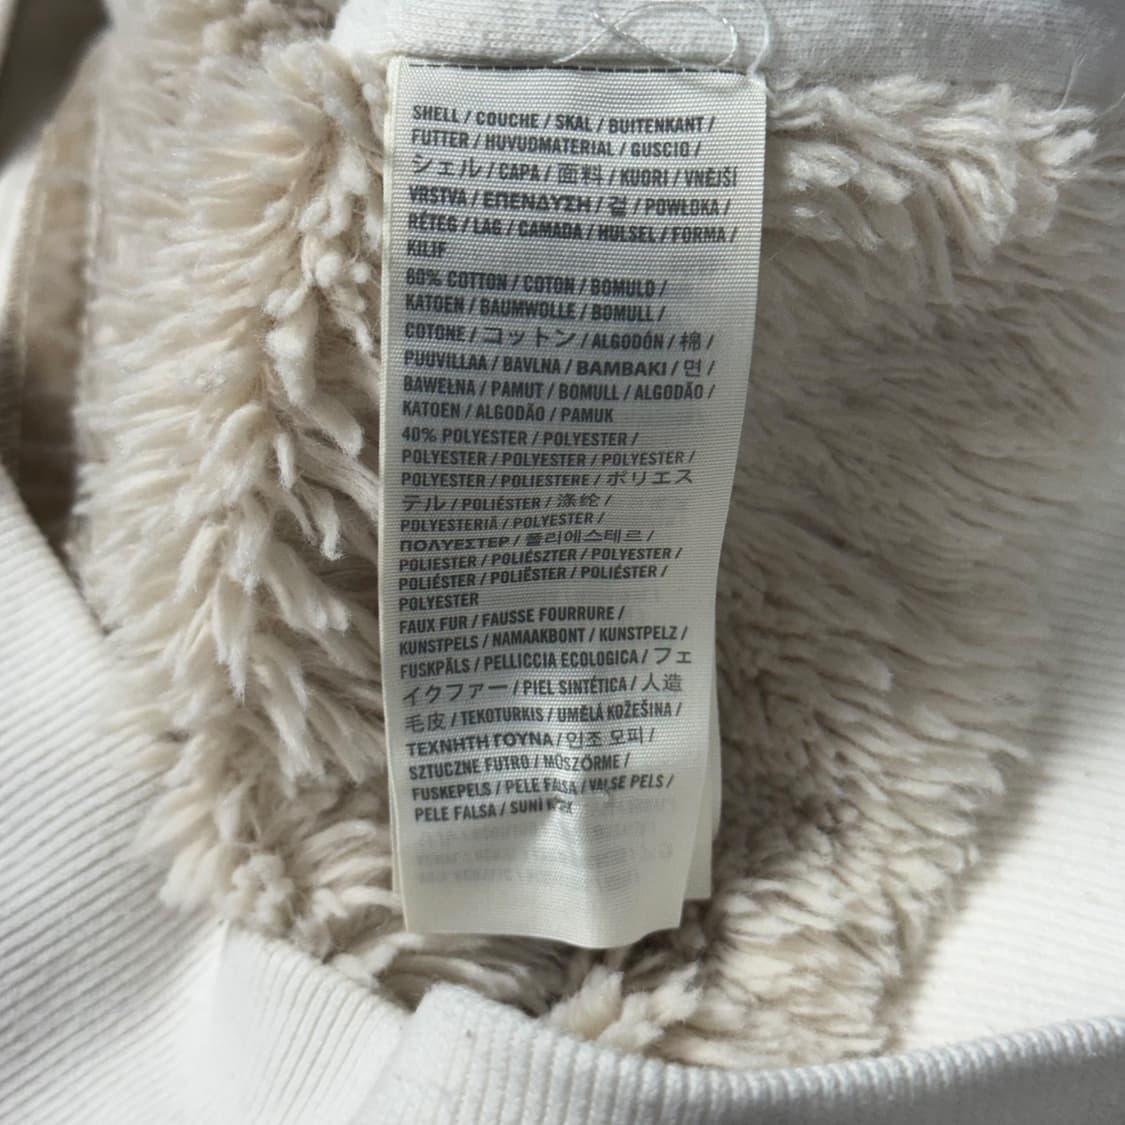 SHELL / COUCHE / SKAL / BUITENKANT /
FUTTER / HUVUDMATERIAL / GUSCIO /
シェル / CAPA / 面料 / KUORI / VNĚJŠÍ
VRSTVA / ΕΠΕΝΔΥΣΗ / 겉 / POWŁOKA /
RÉTEG / LAG / CAMADA / HULSEL / FORMA /
KILIF
60% COTTON / COTON / BOMULD /
KATOEN / BAUMWOLLE / BOMULL /
COTONE / コットン / ALGODÓN / 棉 /
PUUVILLAA / BAVLNA / BAMBAKI / 면 /
BAWEŁNA / PAMUT / BOMULL / ALGODÃO /
KATOEN / ALGODÃO / PAMUK
40% POLYESTER / POLYESTER /
POLYESTER / POLYESTER / POLYESTER /
POLYESTER / POLIESTERE / ポリエス
テル / POLIÉSTER / 涤纶 /
POLYESTERIÄ / POLYESTER /
ΠΟΛΥΕΣΤΕΡ / 폴리에스테르 /
POLIESTER / POLIÉSZTER / POLYESTER /
POLIÉSTER / POLIËSTER / POLIÉSTER /
POLYESTER
FAUX FUR / FAUSSE FOURRURE /
KUNSTPELS / NAMAAKBONT / KUNSTPELZ /
FUSKPÄLS / PELLICCIA ECOLOGICA / フェ
イクファー / PIEL SINTÉTICA / 人造
毛皮 / TEKOTURKIS / UMĚLÁ KOŽEŠINA /
ΤΕΧΝΗΤΗ ΓΟΥΝΑ / 인조 모피 /
SZTUCZNE FUTRO / MŰSZŐRME /
FUSKEPELS / PELE FALSA / VALSE PELS /
PELE FALSA / SUNİ